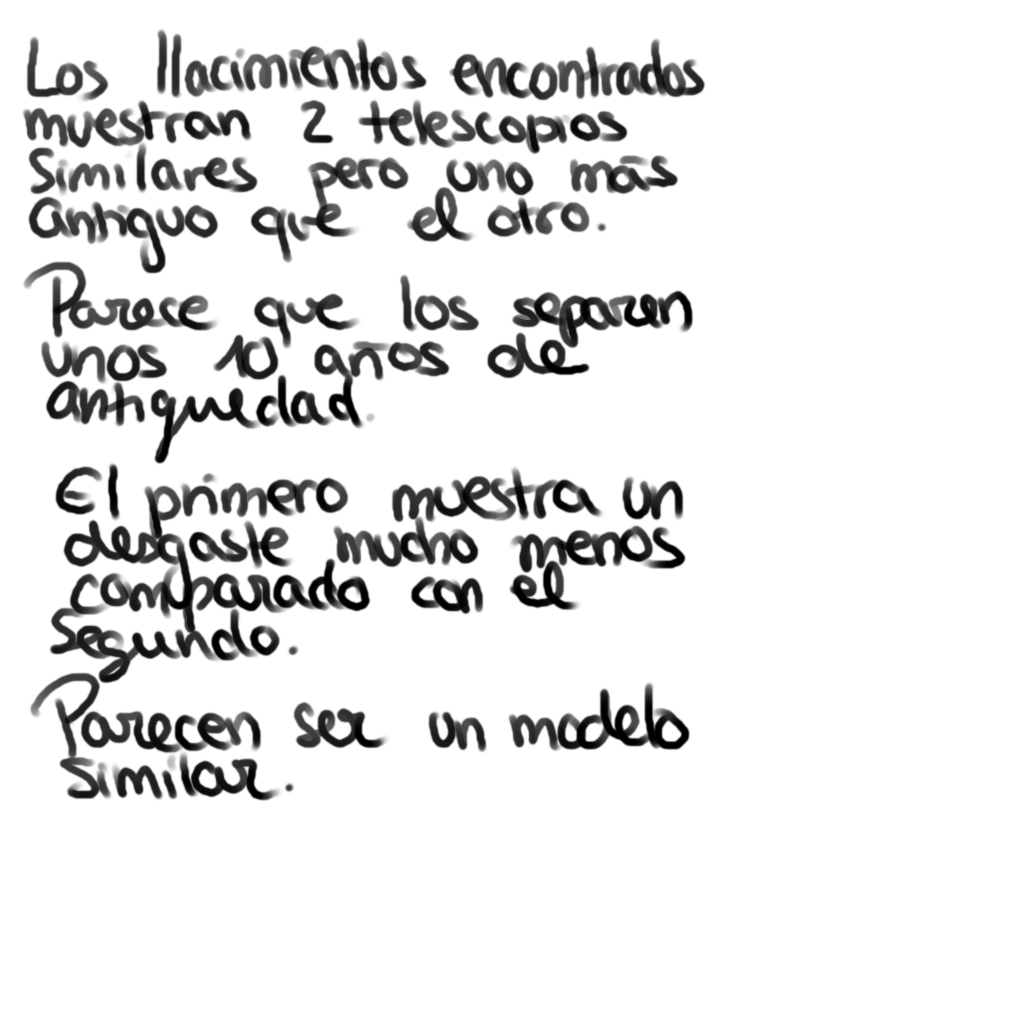 Los llacimientos encontrados
muestran 2 telescopios
similares pero uno más
antiguo que el otro.
Parece que los separan
unos 10 años de
antiguedad.
El primero muestra un
desgaste mucho menos
comparado con el
segundo.
Parecen ser un modelo
similar.